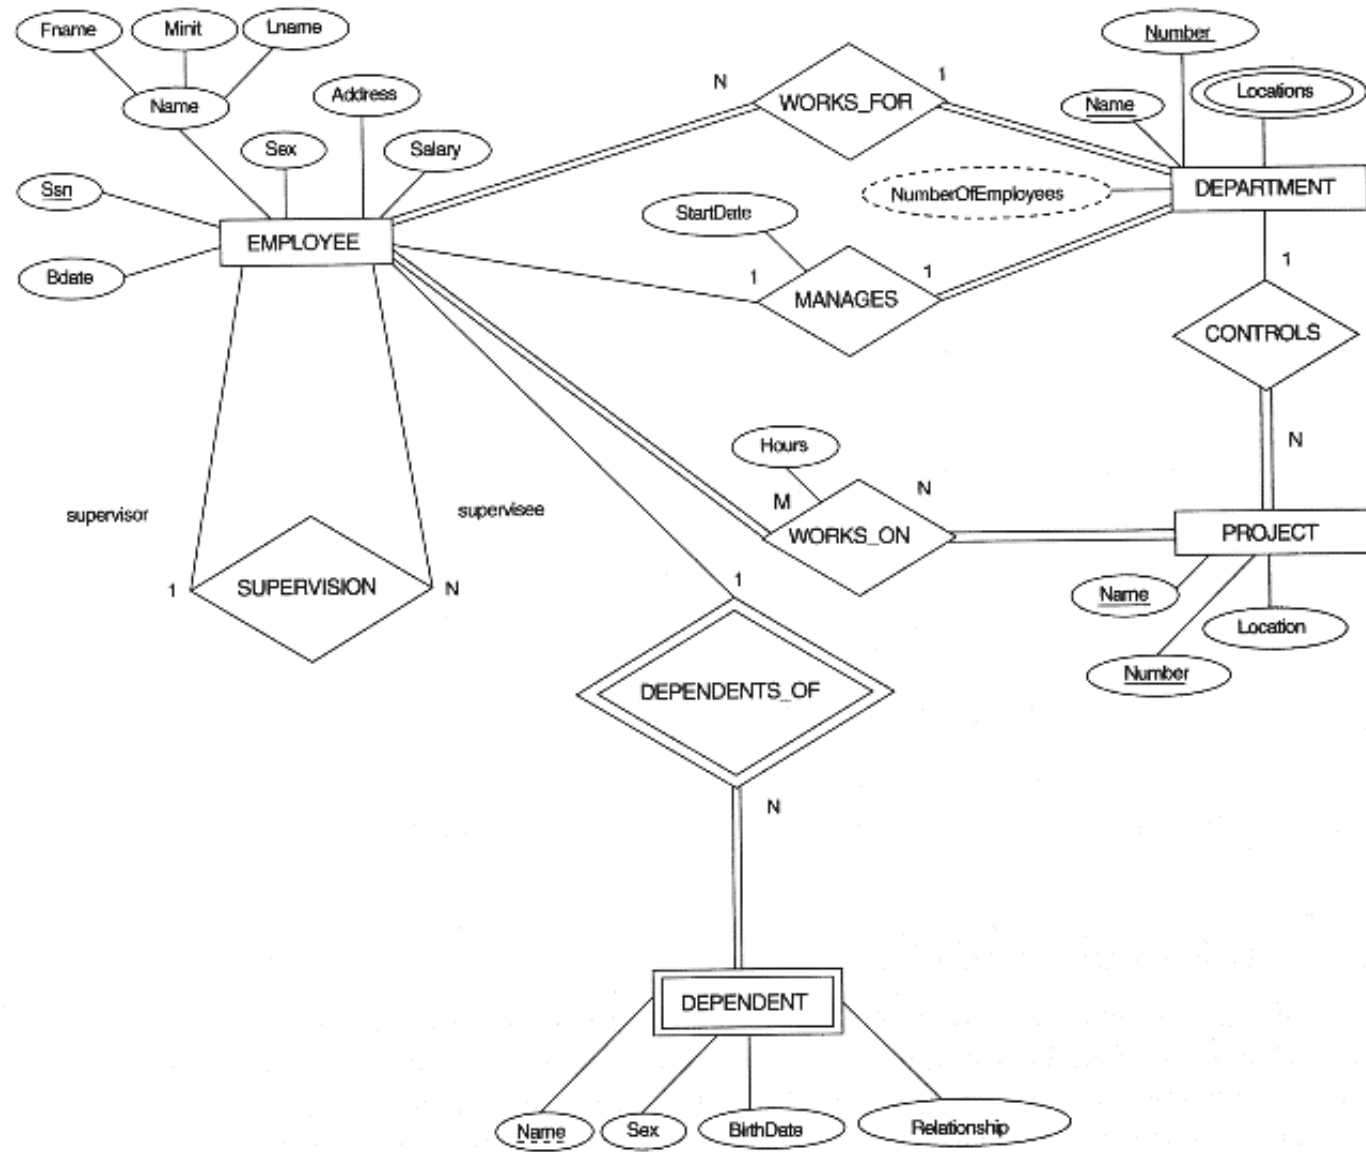 Fname
Minit
Lname
Name
Address
Sex
Salary
Ssn
Bdate
EMPLOYEE
N
WORKS_FOR
1
Number
Name
Locations
NumberOfEmployees
DEPARTMENT
StartDate
1
MANAGES
1
1
CONTROLS
N
supervisor
supervisee
1
SUPERVISION
N
Hours
M
WORKS_ON
N
PROJECT
Name
Location
Number
1
DEPENDENTS_OF
N
DEPENDENT
Name
Sex
BirthDate
Relationship